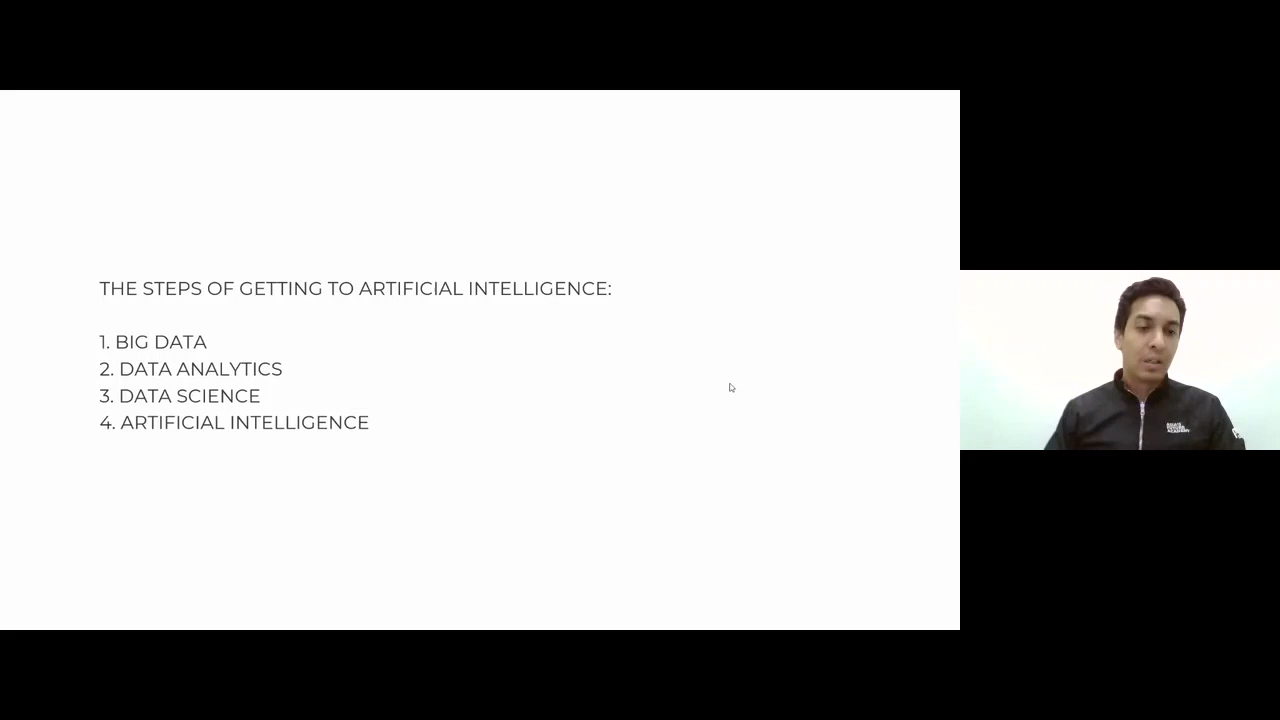 THE STEPS OF GETTING TO ARTIFICIAL INTELLIGENCE:
1. BIG DATA
2. DATA ANALYTICS
3. DATA SCIENCE
4. ARTIFICIAL INTELLIGENCE